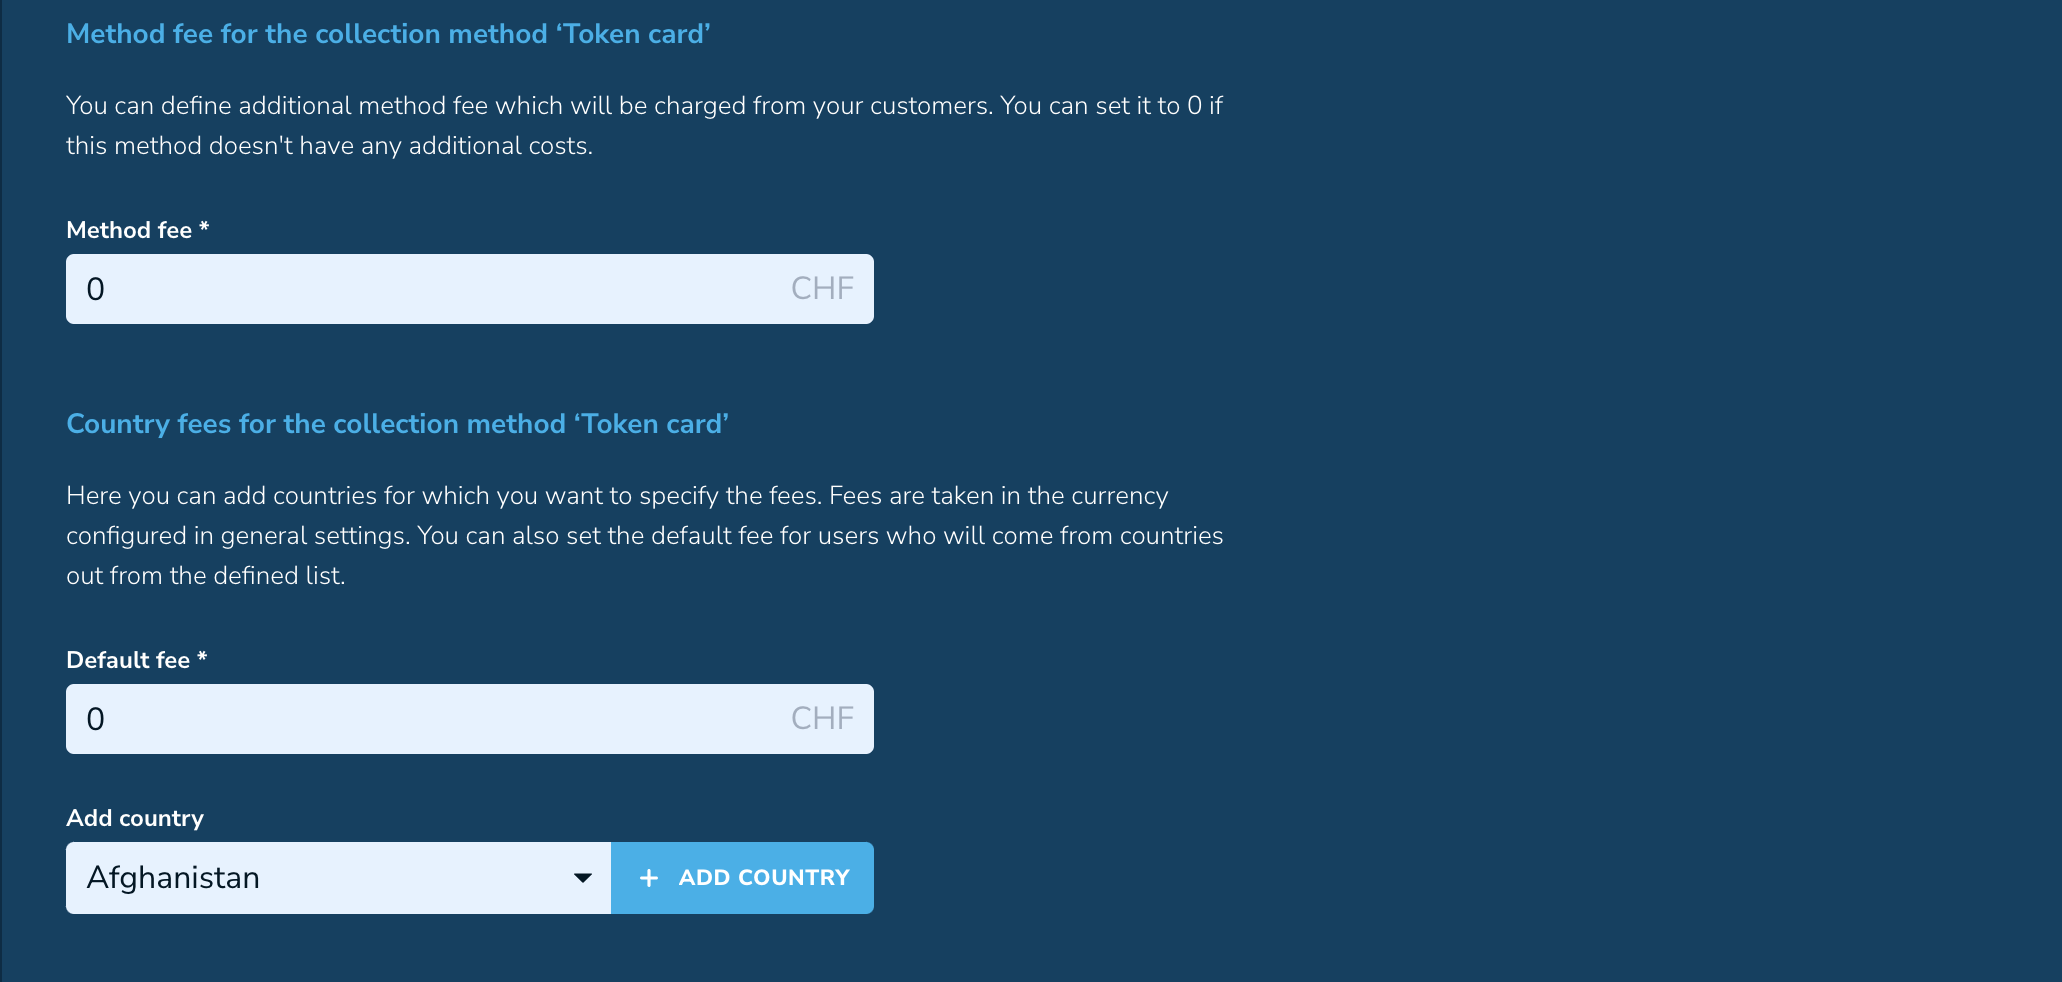 Method fee for the collection method ‘Token card’
You can define additional method fee which will be charged from your customers. You can set it to 0 if
this method doesn't have any additional costs.
Method fee *
0 CHF
Country fees for the collection method ‘Token card’
Here you can add countries for which you want to specify the fees. Fees are taken in the currency
configured in general settings. You can also set the default fee for users who will come from countries
out from the defined list.
Default fee *
0 CHF
Add country
Afghanistan + ADD COUNTRY